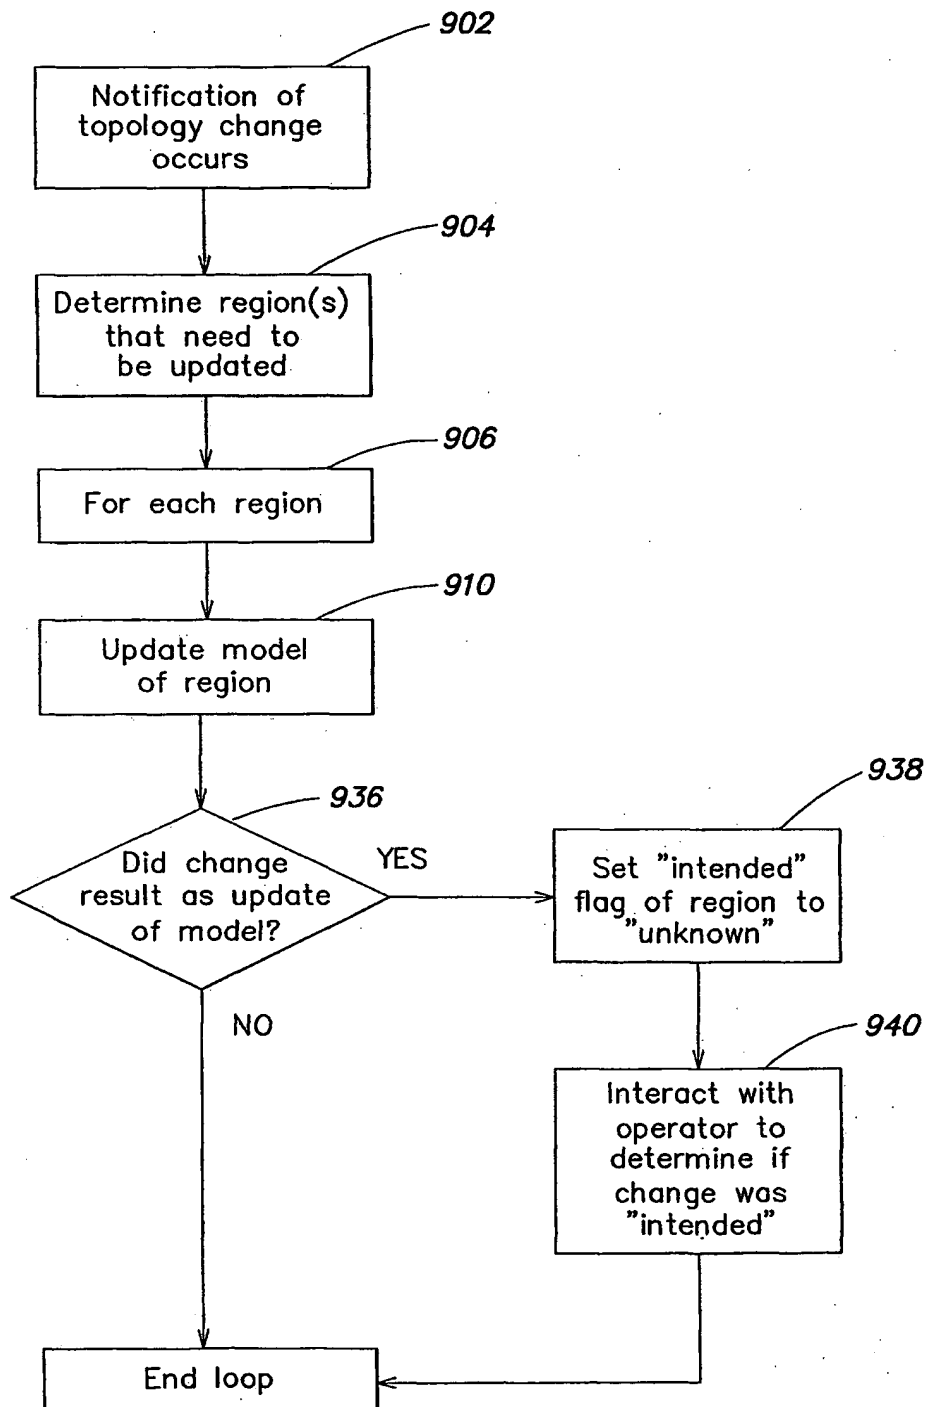 902
Notification of
topology change
occurs
904
Determine region(s)
that need to
be updated
906
For each region
910
Update model
of region
936
Did change
result as update
of model?
YES
NO
938
Set "intended"
flag of region to
"unknown"
940
Interact with
operator to
determine if
change was
"intended"
End loop